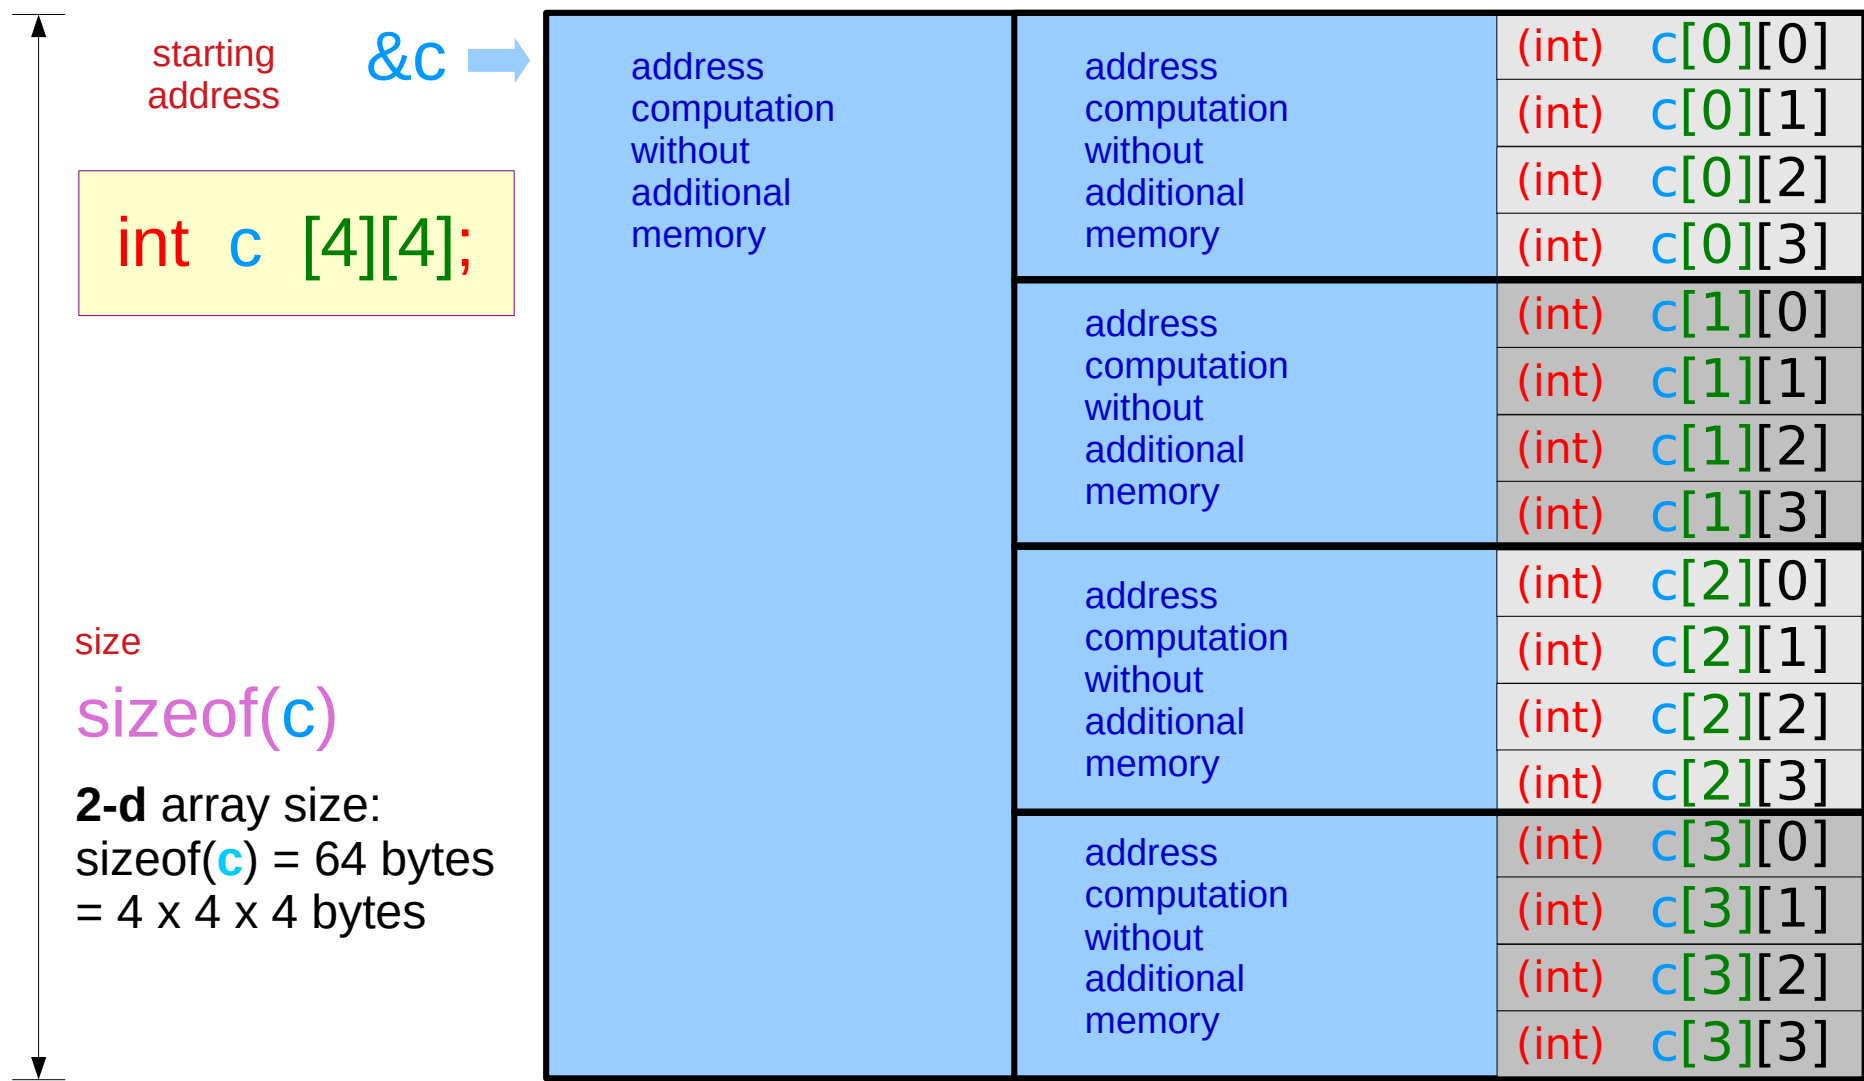 starting
address
&c
int c [4][4];
size
sizeof(c)
2-d array size:
sizeof(c) = 64 bytes
= 4 x 4 x 4 bytes
address
computation
without
additional
memory
address
computation
without
additional
memory
address
computation
without
additional
memory
address
computation
without
additional
memory
address
computation
without
additional
memory
(int) c[0][0]
(int) c[0][1]
(int) c[0][2]
(int) c[0][3]
(int) c[1][0]
(int) c[1][1]
(int) c[1][2]
(int) c[1][3]
(int) c[2][0]
(int) c[2][1]
(int) c[2][2]
(int) c[2][3]
(int) c[3][0]
(int) c[3][1]
(int) c[3][2]
(int) c[3][3]